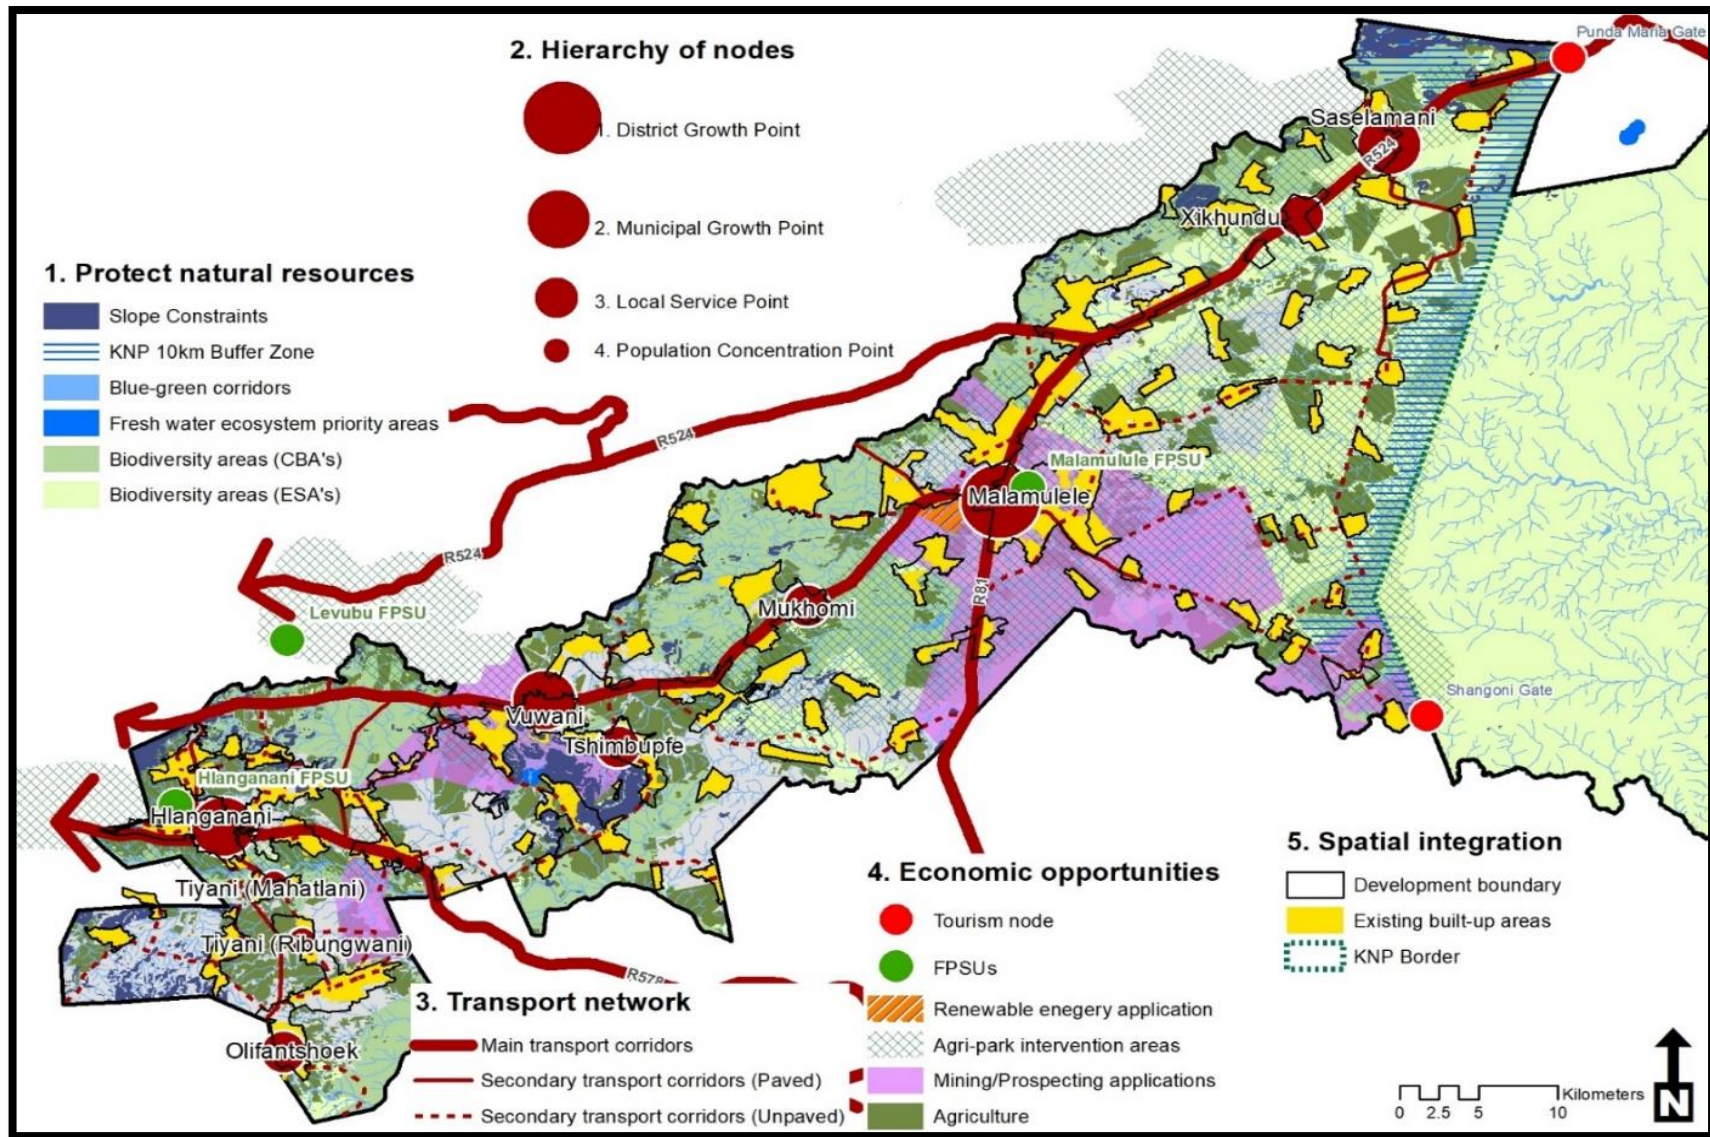 2. Hierarchy of nodes
1. District Growth Point
2. Municipal Growth Point
3. Local Service Point
4. Population Concentration Point
1. Protect natural resources
Slope Constraints
KNP 10km Buffer Zone
Blue-green corridors
Fresh water ecosystem priority areas
Biodiversity areas (CBA's)
Biodiversity areas (ESA's)
Punda Maria Gate
Saselamani
R524
Xikhundu
R524
Malamulule FPSU
Malamulele
R524
Levubu FPSU
Mukhomi
R81
Vuwani
Tshimbupfe
Shangoni Gate
Hlanganani FPSU
Hlanganani
Tiyani (Mahatlani)
Tiyani (Ribungwani)
R578
Olifantshoek
3. Transport network
Main transport corridors
Secondary transport corridors (Paved)
Secondary transport corridors (Unpaved)
4. Economic opportunities
Tourism node
FPSUs
Renewable enegery application
Agri-park intervention areas
Mining/Prospecting applications
Agriculture
5. Spatial integration
Development boundary
Existing built-up areas
KNP Border
Kilometers
0 2.5 5 10
N